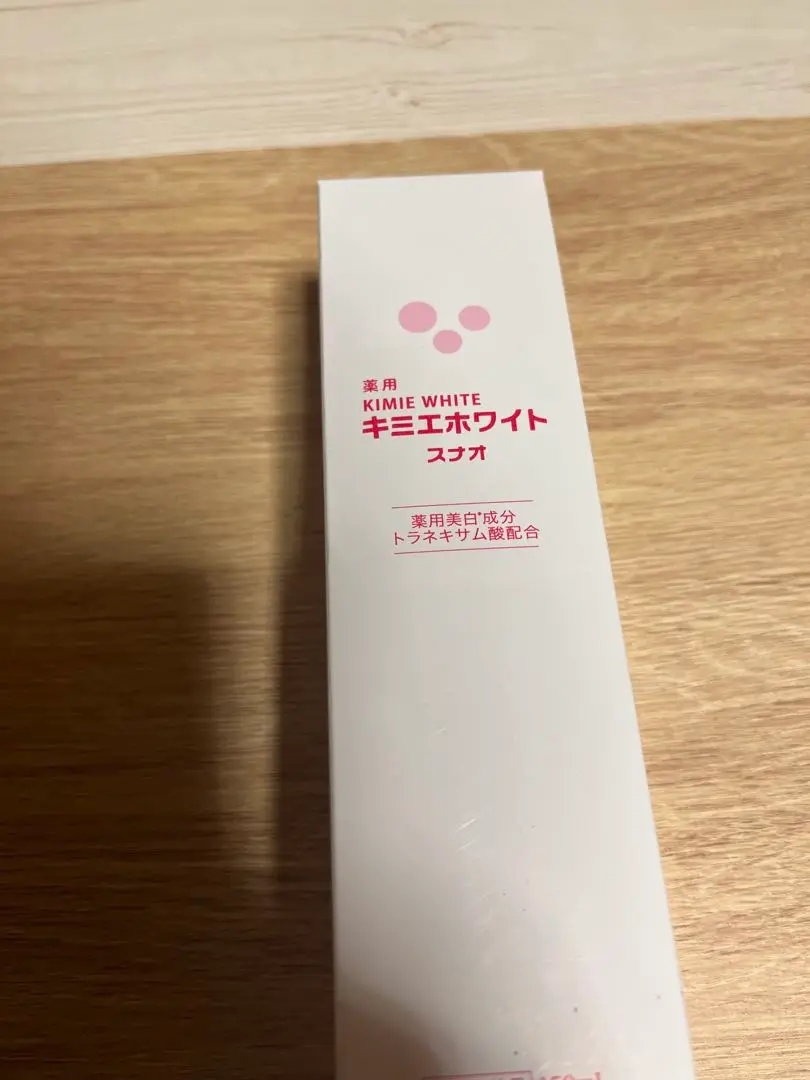 薬用
KIMIE WHITE
キミエホワイト
スナオ
薬用美白*成分
トラネキサム酸配合